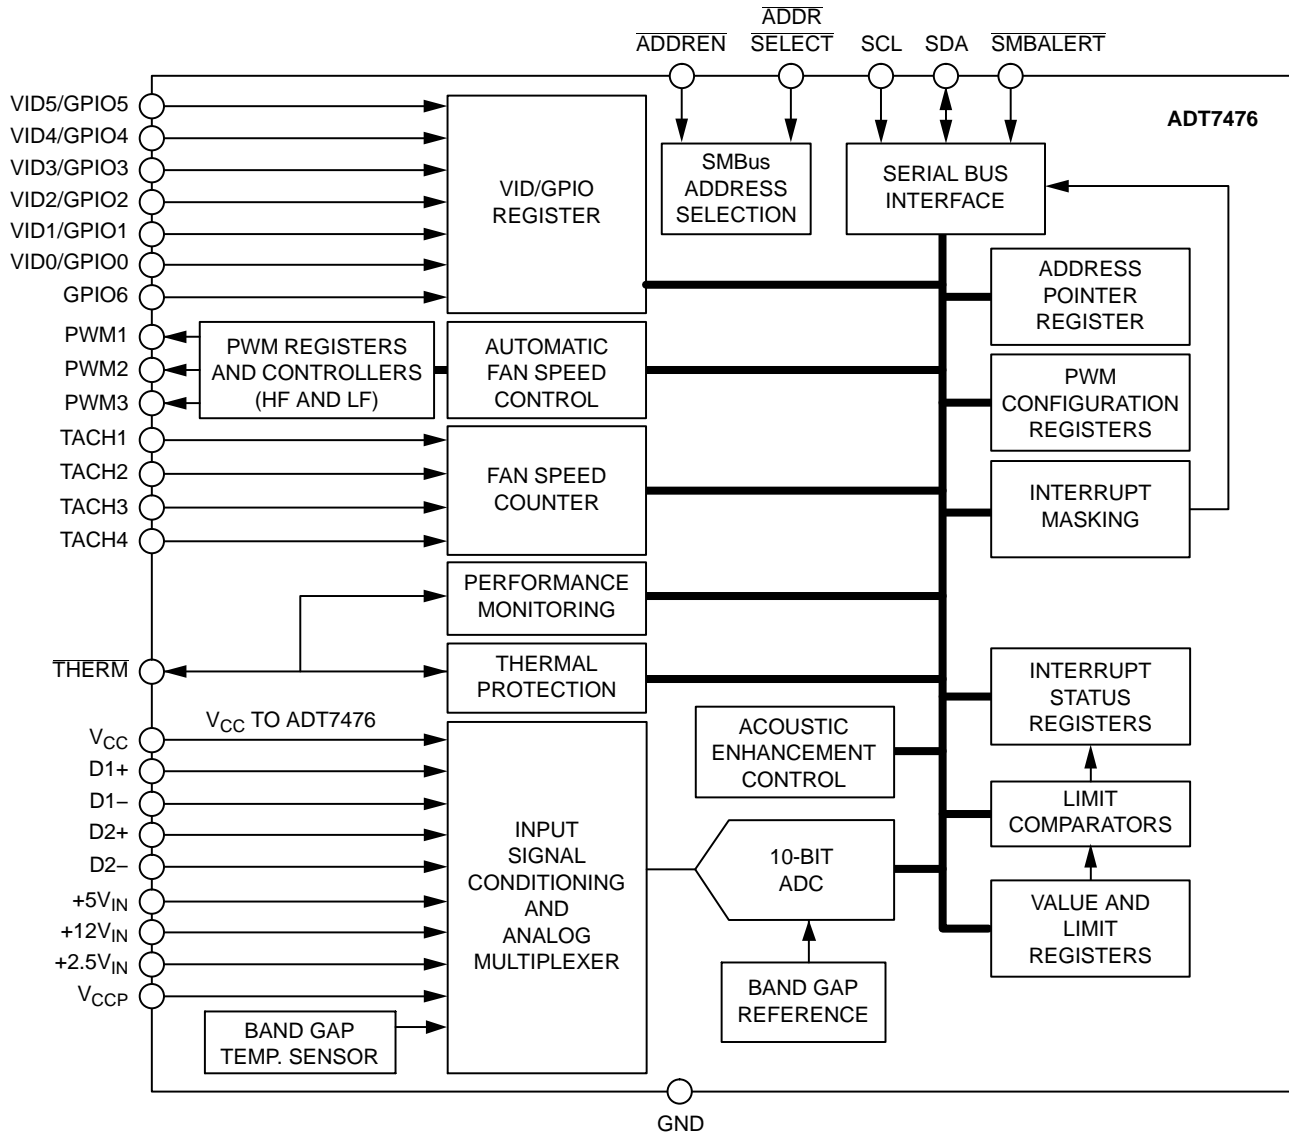 ADDREN
ADDR
SELECT
SCL
SDA
SMBALERT
ADT7476
VID5/GPIO5
VID4/GPIO4
VID3/GPIO3
VID2/GPIO2
VID1/GPIO1
VID0/GPIO0
GPIO6
PWM1
PWM2
PWM3
TACH1
TACH2
TACH3
TACH4
THERM
VCC
D1+
D1–
D2+
D2–
+5VIN
+12VIN
+2.5VIN
VCCP
VCC TO ADT7476
VID/GPIO
REGISTER
PWM REGISTERS
AND CONTROLLERS
(HF AND LF)
AUTOMATIC
FAN SPEED
CONTROL
FAN SPEED
COUNTER
PERFORMANCE
MONITORING
THERMAL
PROTECTION
INPUT
SIGNAL
CONDITIONING
AND
ANALOG
MULTIPLEXER
BAND GAP
TEMP. SENSOR
SMBus
ADDRESS
SELECTION
SERIAL BUS
INTERFACE
ADDRESS
POINTER
REGISTER
PWM
CONFIGURATION
REGISTERS
INTERRUPT
MASKING
INTERRUPT
STATUS
REGISTERS
ACOUSTIC
ENHANCEMENT
CONTROL
LIMIT
COMPARATORS
10-BIT
ADC
VALUE AND
LIMIT
REGISTERS
BAND GAP
REFERENCE
GND